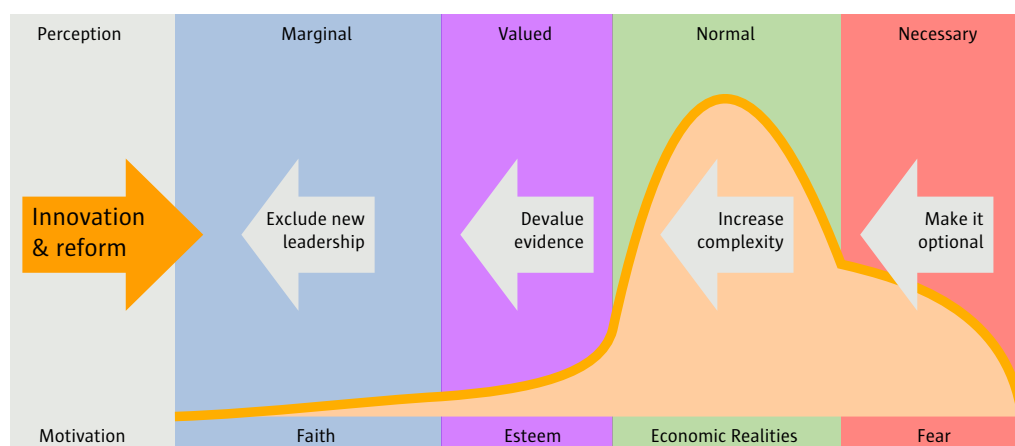 Perception
Marginal
Valued
Normal
Necessary
Innovation
& reform
Exclude new
leadership
Devalue
evidence
Increase
complexity
Make it
optional
Motivation
Faith
Esteem
Economic Realities
Fear